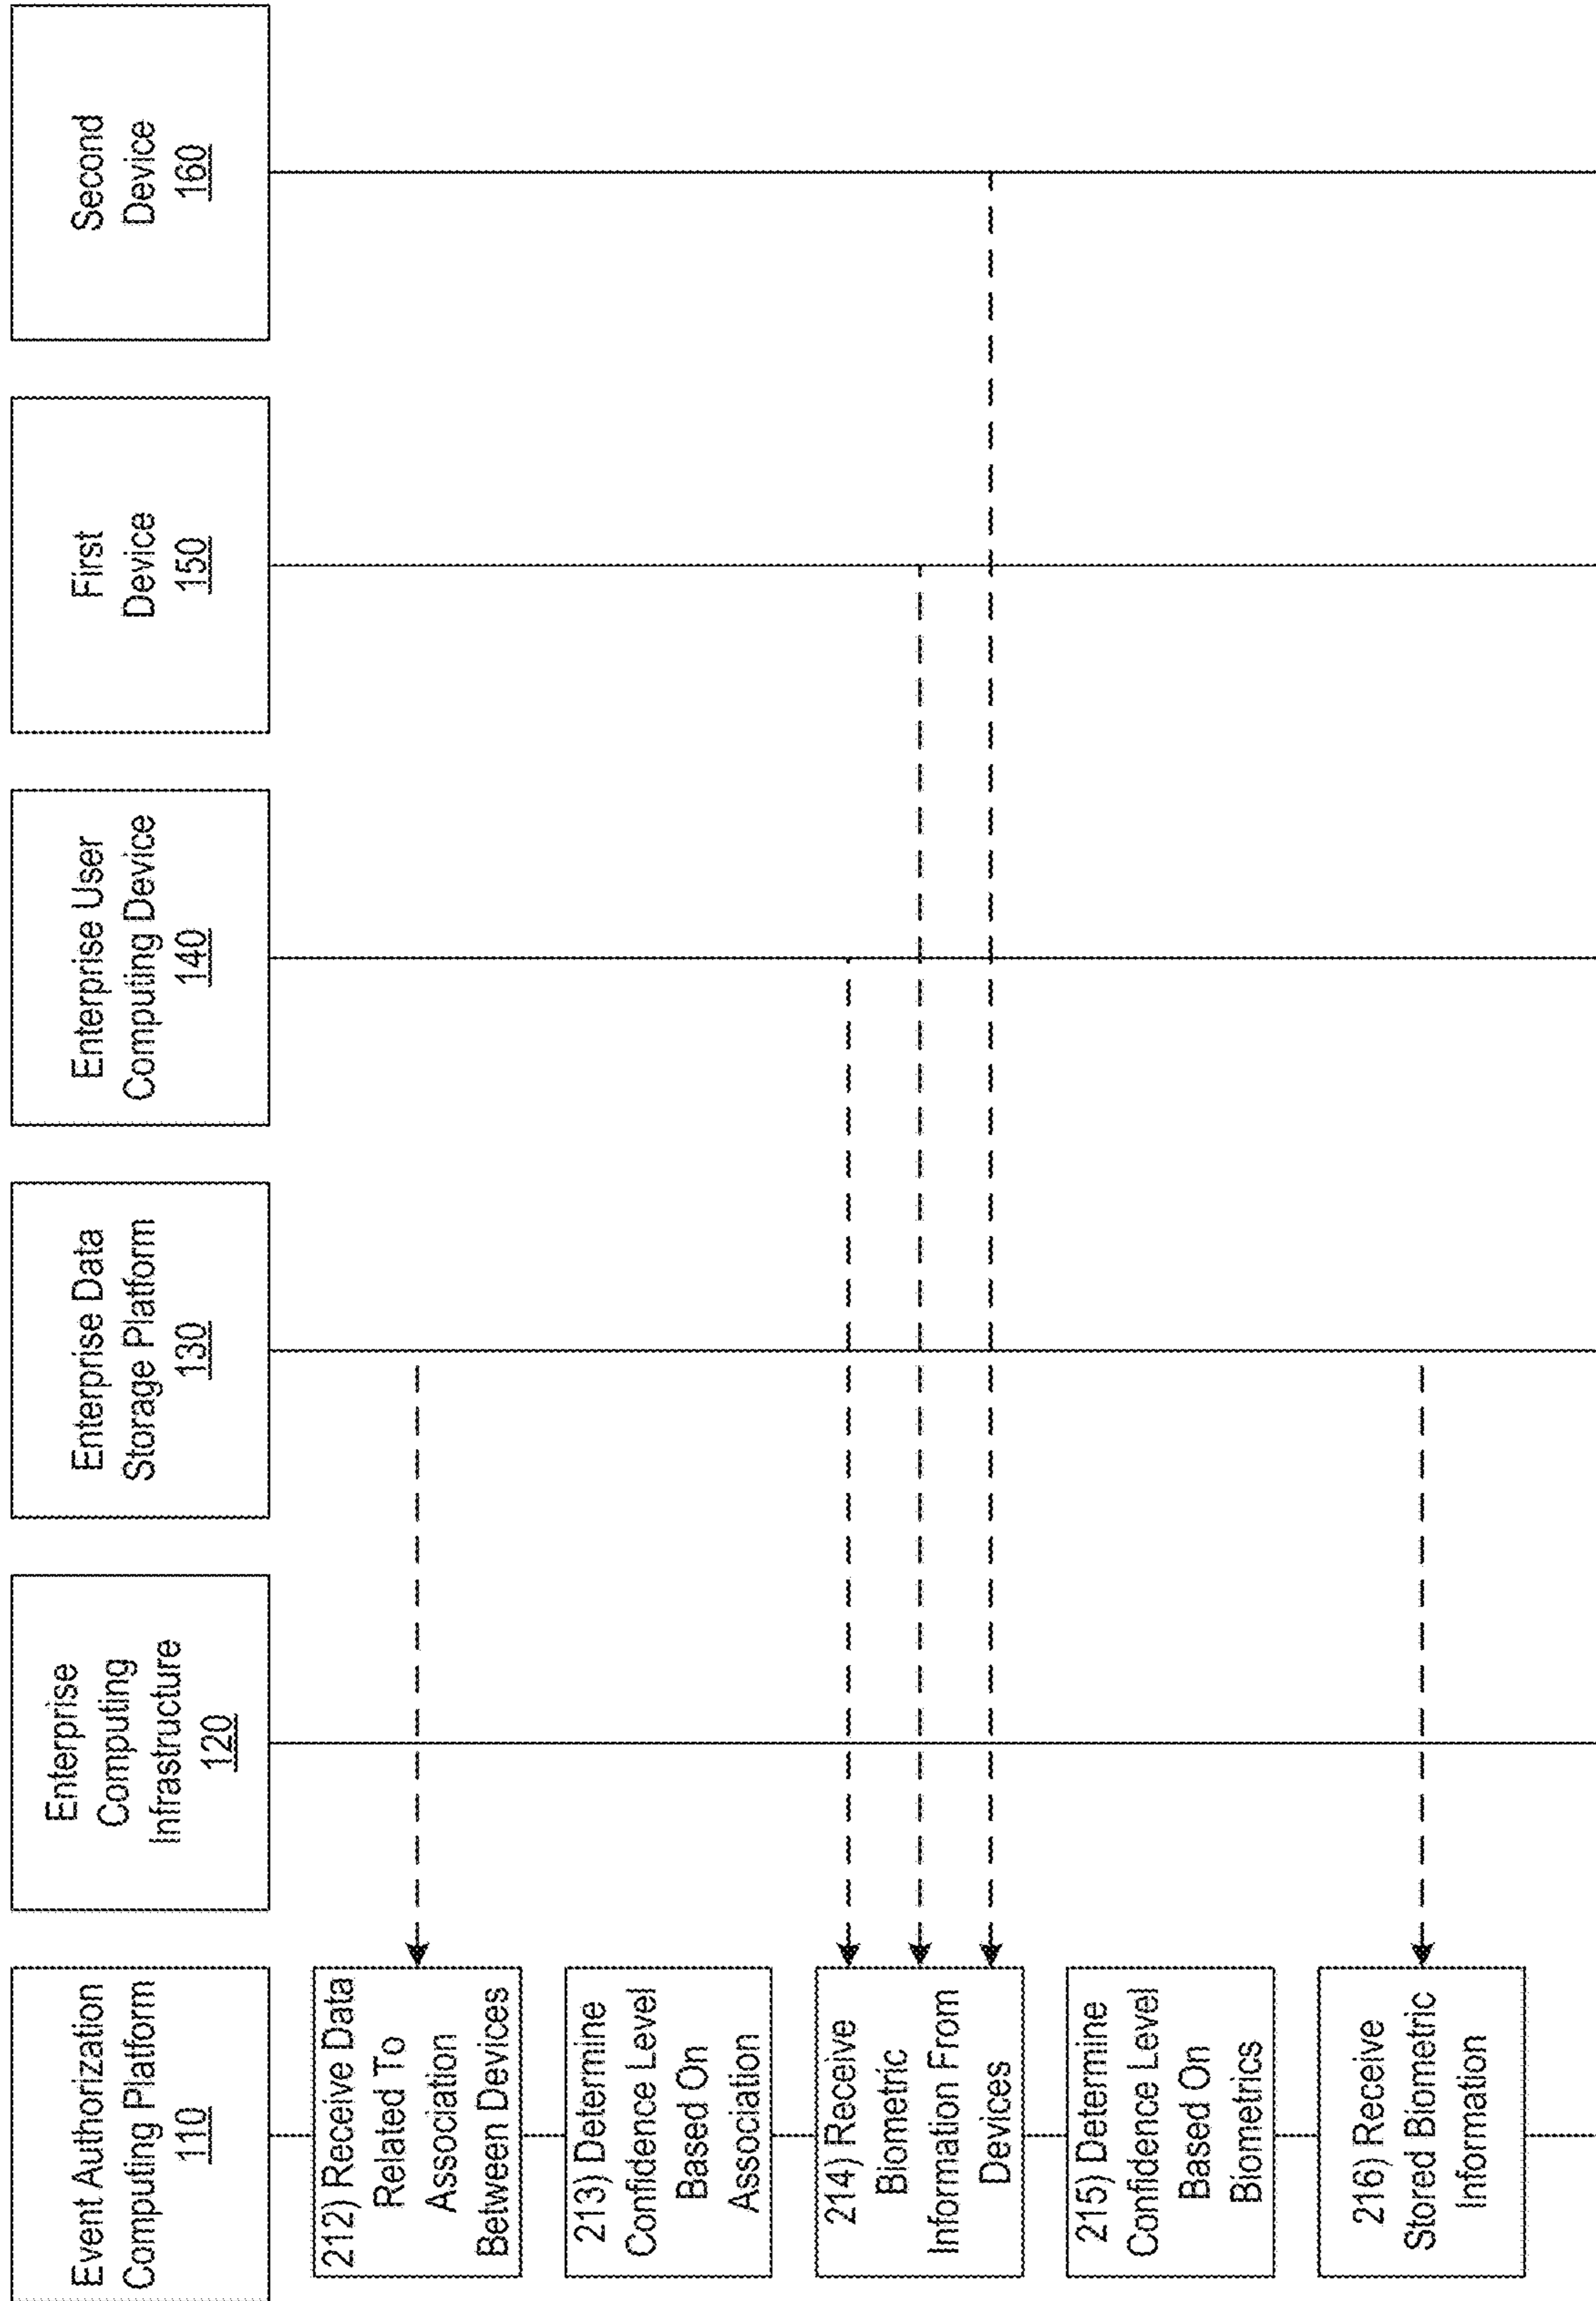 Event Authorization
Computing Platform
110
Enterprise
Computing
Infrastructure
120
Enterprise Data
Storage Platform
130
Enterprise User
Computing Device
140
First
Device
150
Second
Device
160
212) Receive Data
Related To
Association
Between Devices
213) Determine
Confidence Level
Based On
Association
214) Receive
Biometric
Information From
Devices
215) Determine
Confidence Level
Based On
Biometrics
216) Receive
Stored Biometric
Information